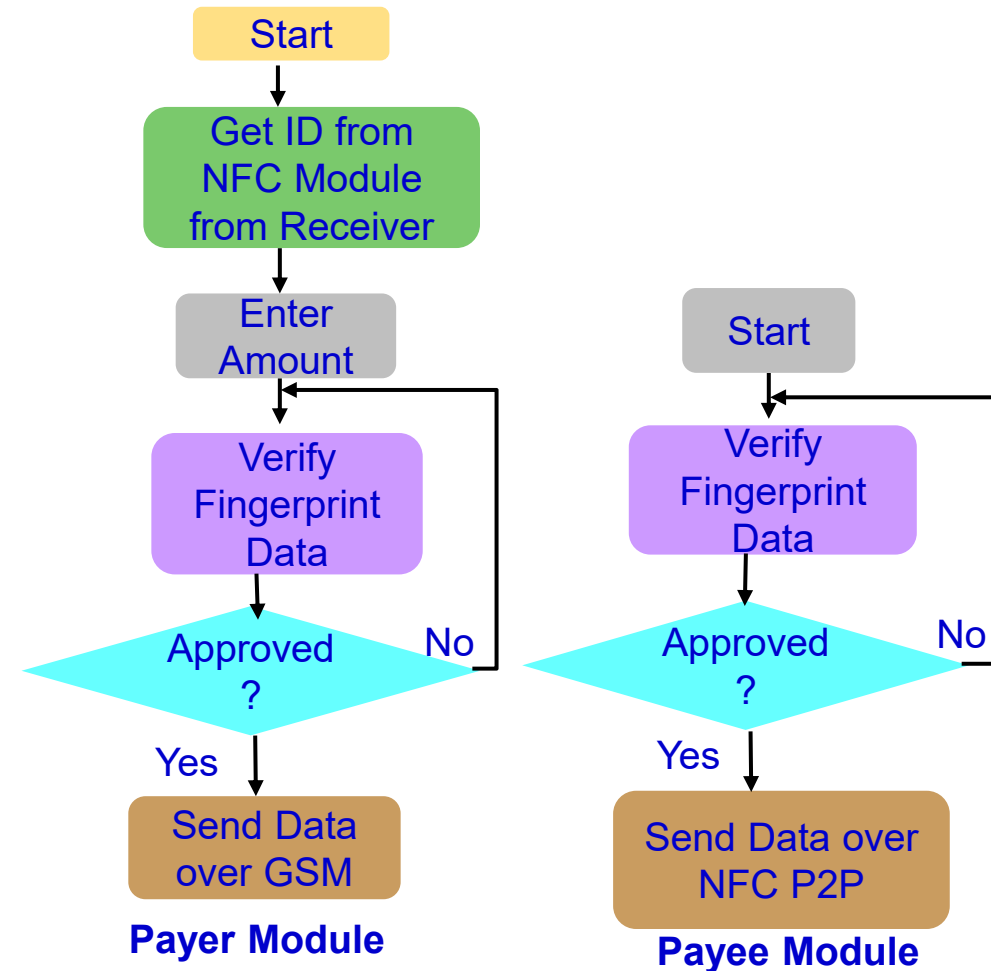 Start
Get ID from
NFC Module
from Receiver
Enter
Amount
Verify
Fingerprint
Data
Approved
?
No
Yes
Send Data
over GSM
Payer Module
Start
Verify
Fingerprint
Data
Approved
?
No
Yes
Send Data over
NFC P2P
Payee Module